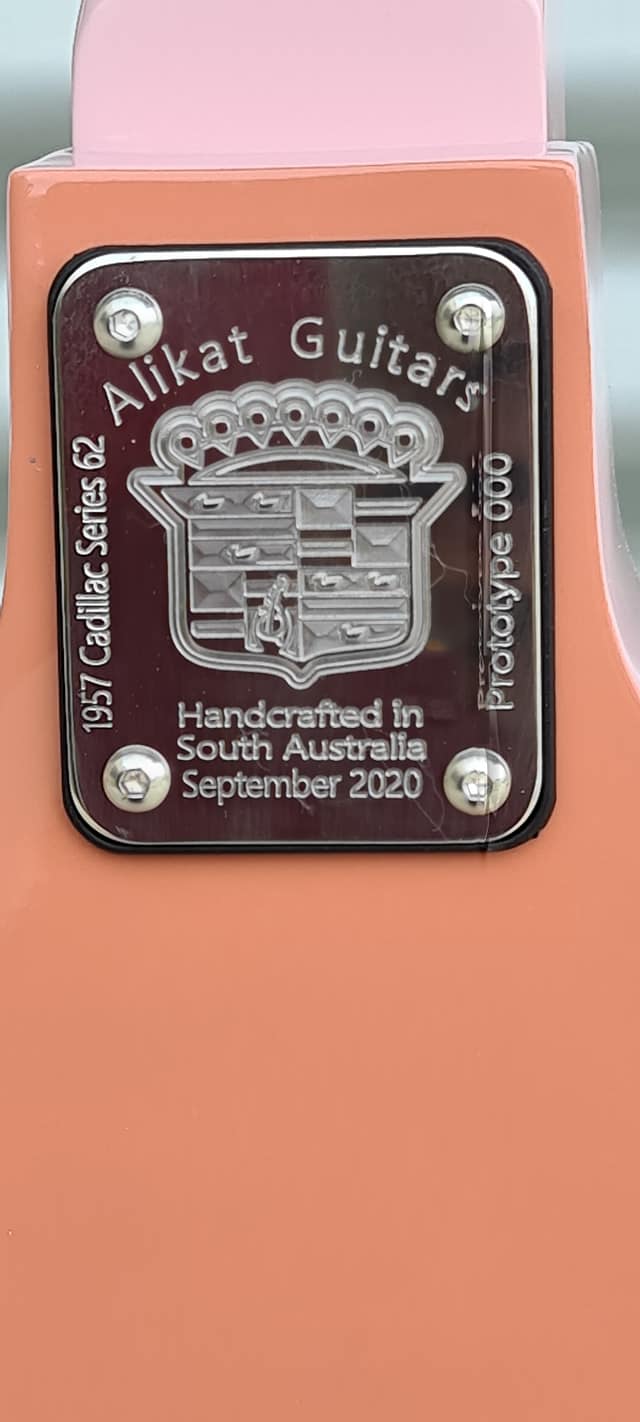 Alikat Guitars
1957 Cadillac Series 62
Prototype 000
Handcrafted in
South Australia
September 2020